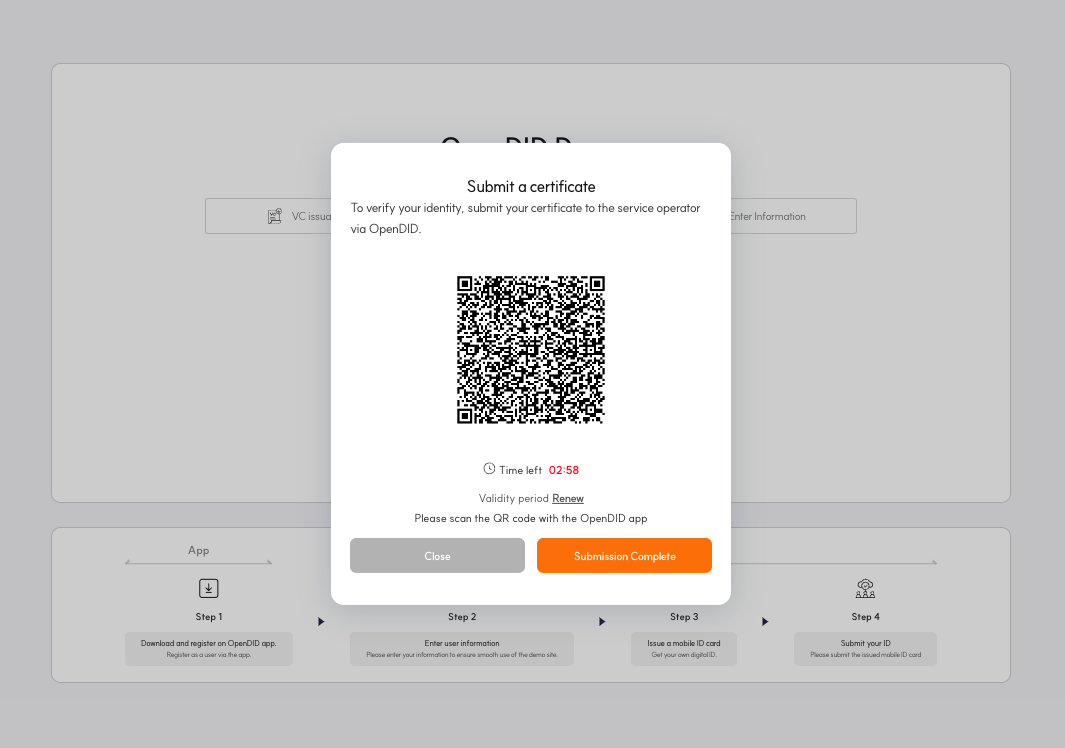 Submit a certificate
To verify your identity, submit your certificate to the service operator
via OpenDID.
VC
Enter Information
Time left 02:58
Validity period Renew
Please scan the QR code with the OpenDID app
Close
Submission Complete
App
Step 1
Step 2
Step 3
Step 4
Download and register on OpenDID app.
Register as a user via the app.
Enter user information
Please enter your information to ensure smooth use of the demo site.
Issue a mobile ID card
Get your own digital ID.
Submit your ID
Please submit the issued mobile ID card